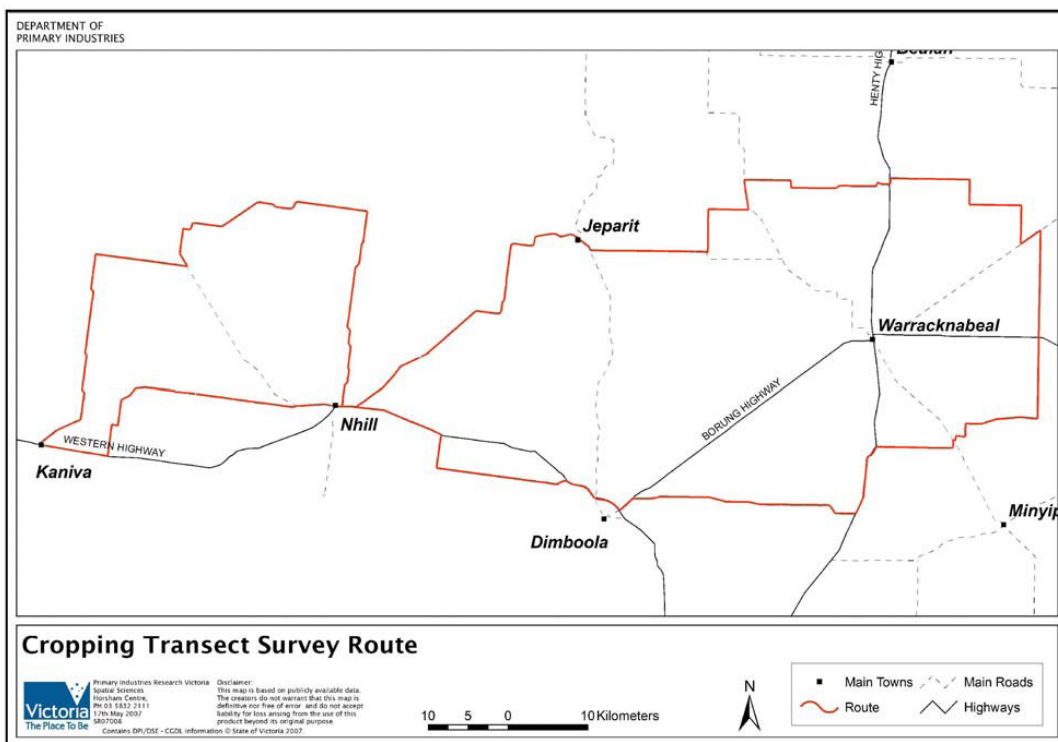 DEPARTMENT OF
PRIMARY INDUSTRIES
HENTY HIG
Jeparit
Warracknabeal
BORUNG HIGHWAY
Nhill
WESTERN HIGHWAY
Kaniva
Dimboola
Minyip
Cropping Transect Survey Route
Victoria
The Place To Be
Primary Industries Research Victoria
Spatial Sciences
Horsham Centre,
PH 03 5832 2111
17th May 2007
SR07006
Disclaimer:
This map is based on publicly available data.
The creators do not warrant that this map is
definitive nor free of error and do not accept
liability for loss arising from the use of this
product beyond its original purpose.
Contains DPI/DSE - CGDL information © State of Victoria 2007.
10 5 0 10 Kilometers
N
Main Towns
Main Roads
Route
Highways